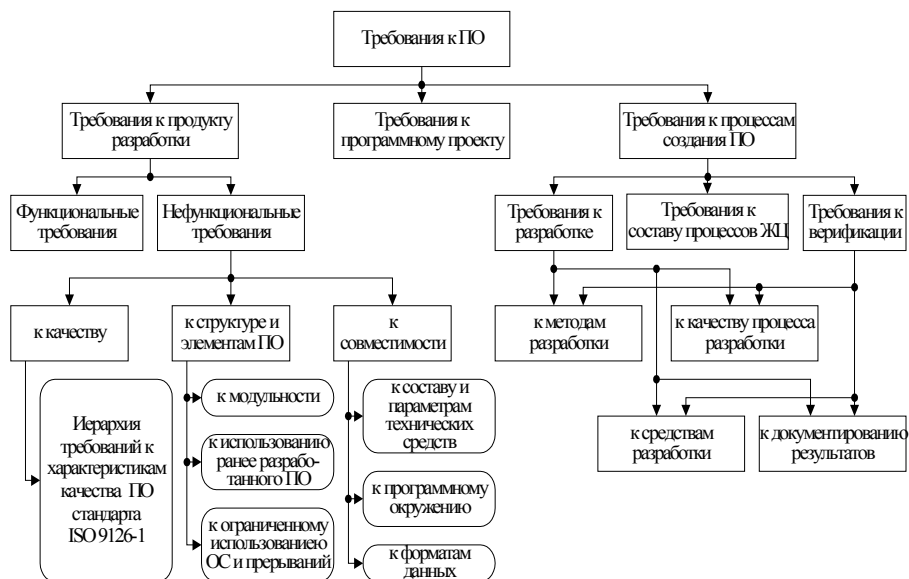 Требования к ПО
Требования к продукту
разработки
Требования к
программному проекту
Требования к процессам
создания ПО
Функциональные
требования
Нефункциональные
требования
Требования к
разработке
Требования к
составу процессов ЖЦ
Требования к
верификации
к качеству
к структуре и
элементам ПО
к
совместимости
к методам
разработки
к качеству процесса
разработки
Иерархия
требований к
характеристикам
качества ПО
стандарта
ISO 9126-1
к модульности
к использованию
ранее разрабо-
танного ПО
к ограниченному
использованиею
ОС и прерываний
к составу и
параметрам
технических
средств
к программному
окружению
к форматам
данных
к средствам
разработки
к документированию
результатов